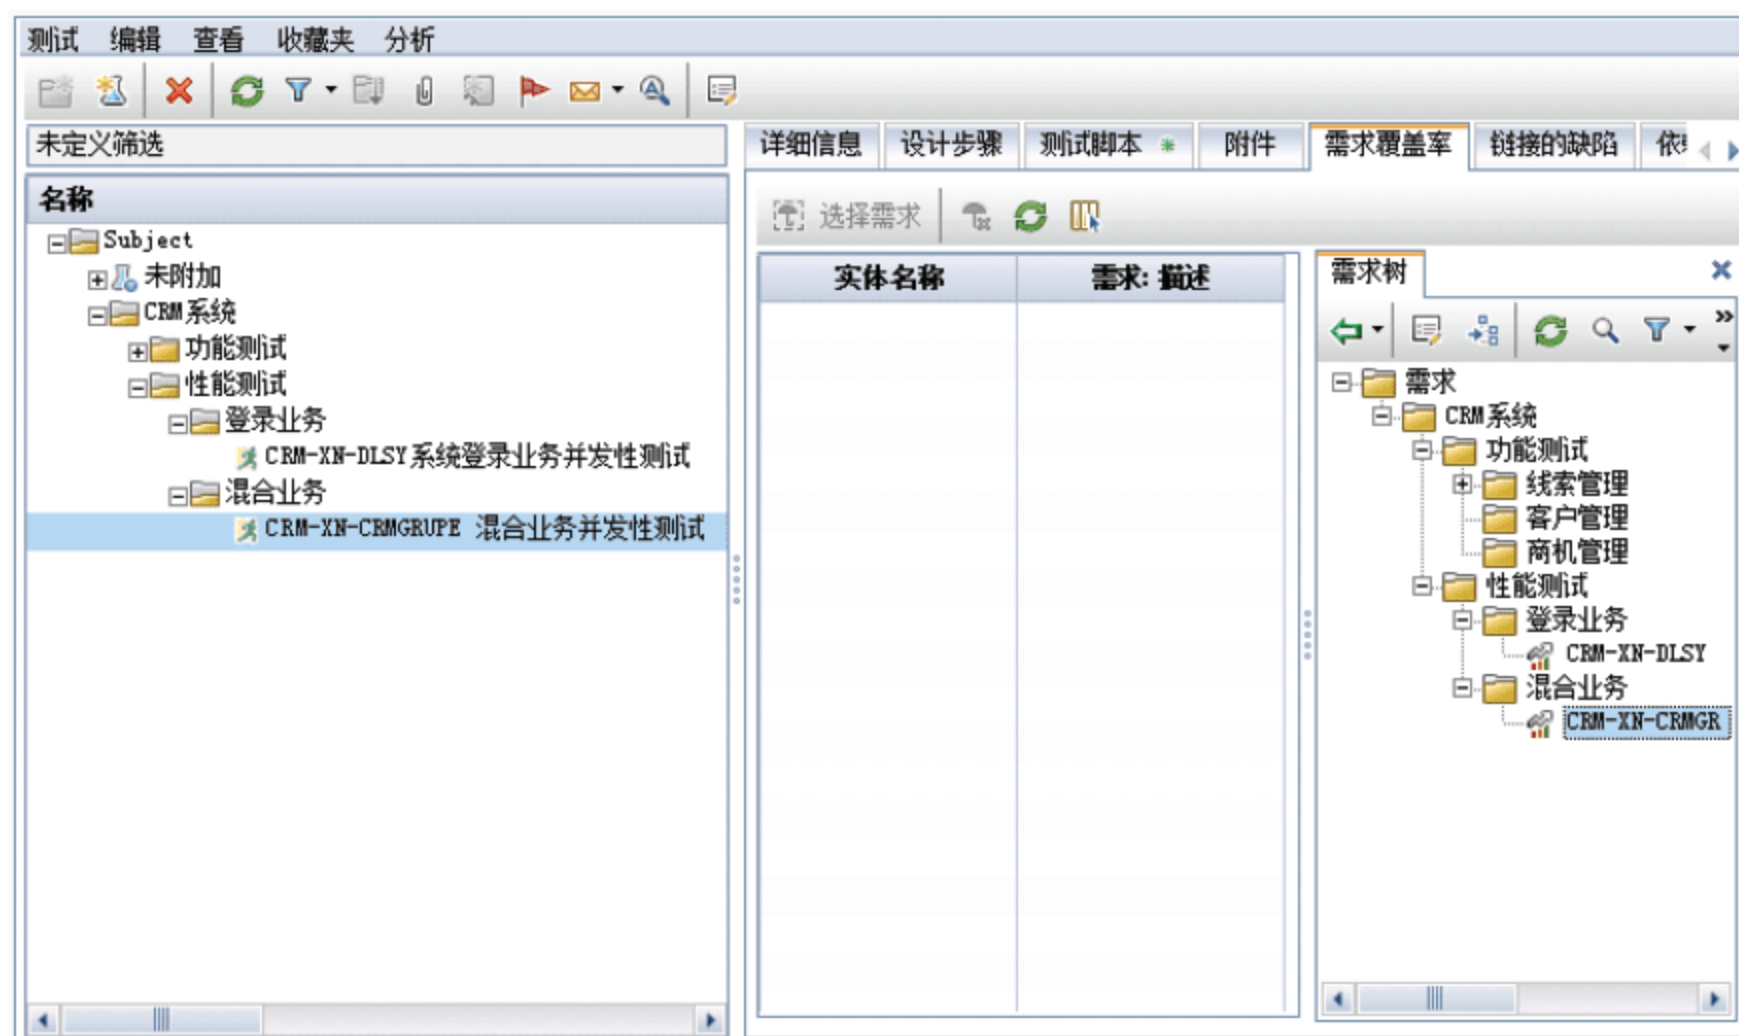 测试 编辑 查看 收藏夹 分析
未定义筛选
名称
Subject
未附加
CRM系统
功能测试
性能测试
登录业务
CRM-XN-DLSY系统登录业务并发性测试
混合业务
CRM-XN-CRMGRUPE 混合业务并发性测试
详细信息 设计步骤 测试脚本 * 附件 需求覆盖率 链接的缺陷
选择需求
实体名称 需求: 描述
需求树
需求
CRM系统
功能测试
线索管理
客户管理
商机管理
性能测试
登录业务
CRM-XN-DLSY
混合业务
CRM-XN-CRMGR